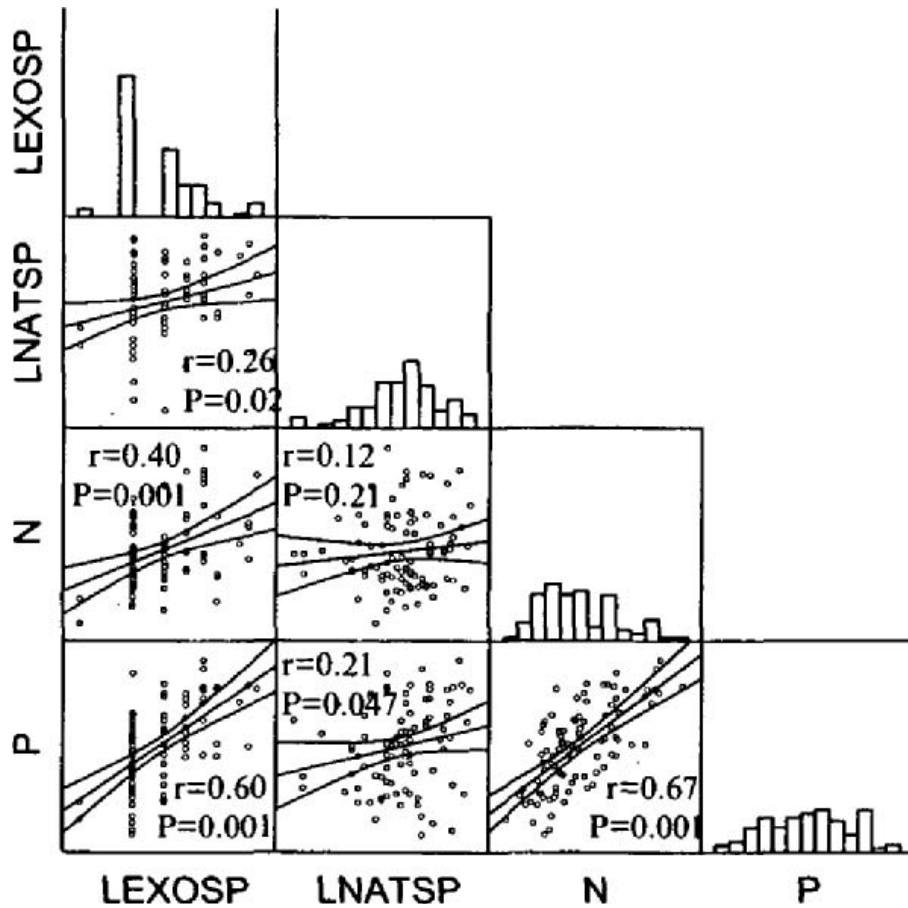 LEXOSP
LNATSP
r=0.26
P=0.02
N
r=0.40
P=0.001
r=0.12
P=0.21
P
r=0.60
P=0.001
r=0.21
P=0.047
r=0.67
P=0.001
LEXOSP
LNATSP
N
P